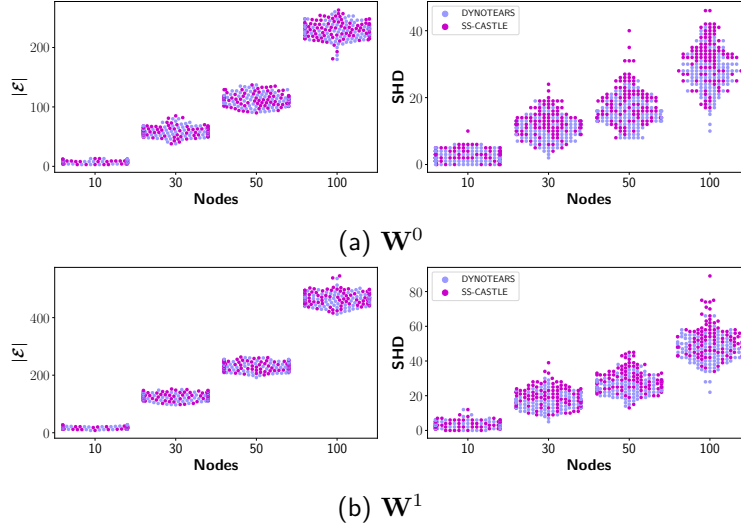 200
100
0
|ℰ|
10 30 50 100
Nodes
DYNOTEARS
SS-CASTLE
40
20
0
SHD
10 30 50 100
Nodes
(a) W⁰
400
200
0
|ℰ|
10 30 50 100
Nodes
DYNOTEARS
SS-CASTLE
80
60
40
20
0
SHD
10 30 50 100
Nodes
(b) W¹